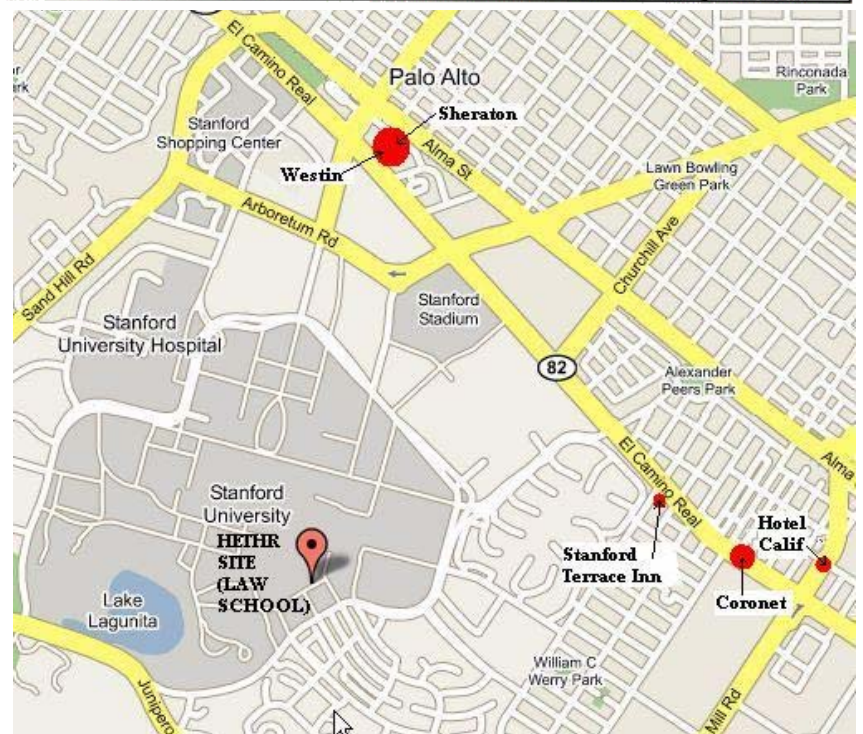 El Camino Real
Palo Alto
Rinconada
Park
Sheraton
Stanford
Shopping Center
Westin
Alma St
Lawn Bowling
Green Park
Arboretum Rd
Churchill Ave
Sand Hill Rd
Stanford
Stadium
Stanford
University Hospital
82
Alexander
Peers Park
El Camino Real
Alma
Stanford
University
HEIHR
SITE
(LAW
SCHOOL)
Hotel
Calif
Stanford
Terrace Inn
Coronet
Lake
Lagunita
William C
Werry Park
Junipero
Mill Rd